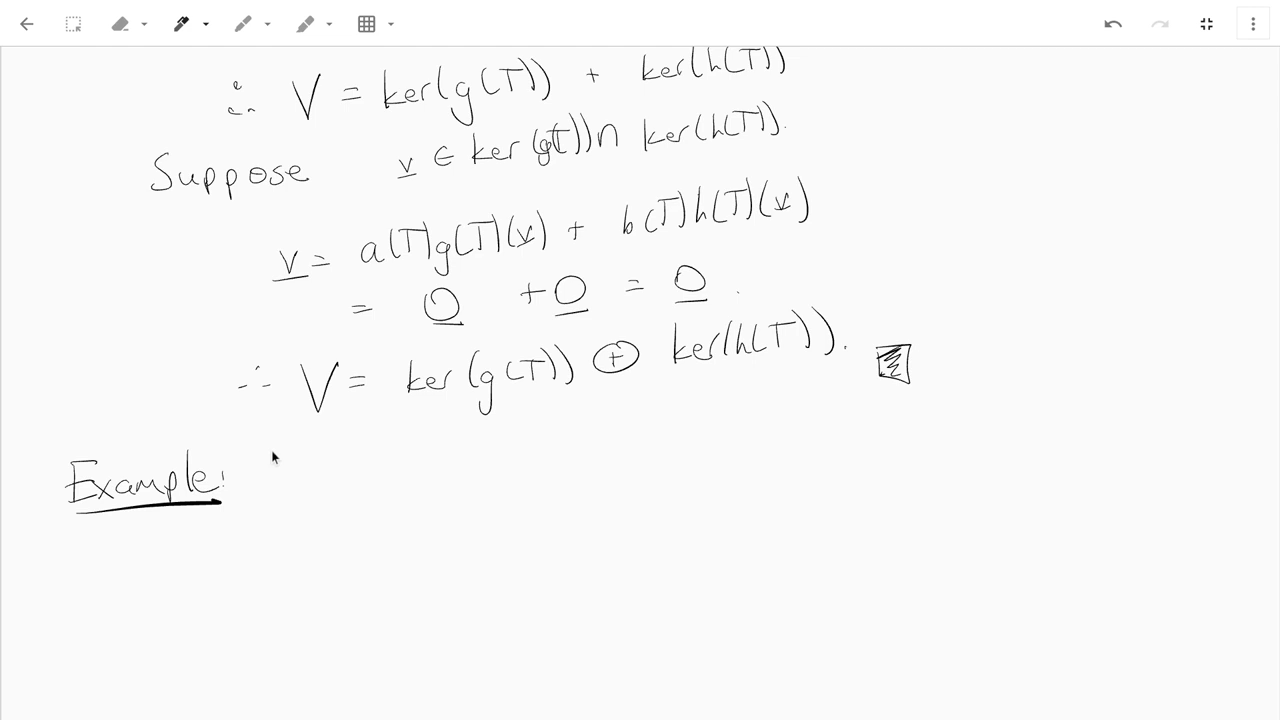 ∴ V = ker(g(T)) + ker(h(T))
Suppose v ∈ ker(g(T)) ∩ ker(h(T)).
v = a(T)g(T)(v) + b(T)h(T)(v)
= 0 + 0 = 0.
∴ V = ker(g(T)) ⊕ ker(h(T)).
Example: